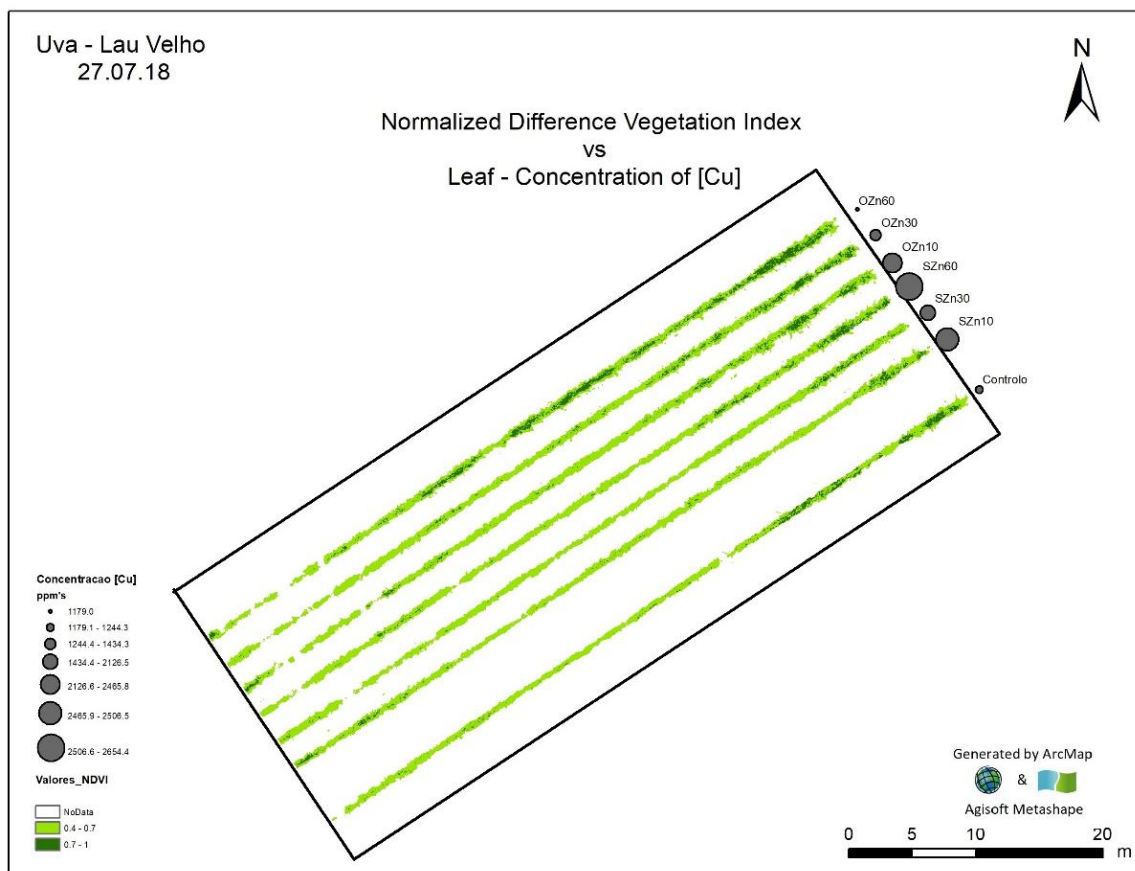 Uva - Lau Velho
27.07.18
N
Normalized Difference Vegetation Index
vs
Leaf - Concentration of [Cu]
OZn60
OZn30
OZn10
SZn60
SZn30
SZn10
Controlo
Concentracao [Cu]
ppm's
1179.0
1179.1 - 1244.3
1244.4 - 1434.3
1434.4 - 2126.5
2126.6 - 2465.8
2465.9 - 2506.5
2506.6 - 2654.4
Valores_NDVI
NoData
0.4 - 0.7
0.7 - 1
Generated by ArcMap
&
Agisoft Metashape
0 5 10 20
m